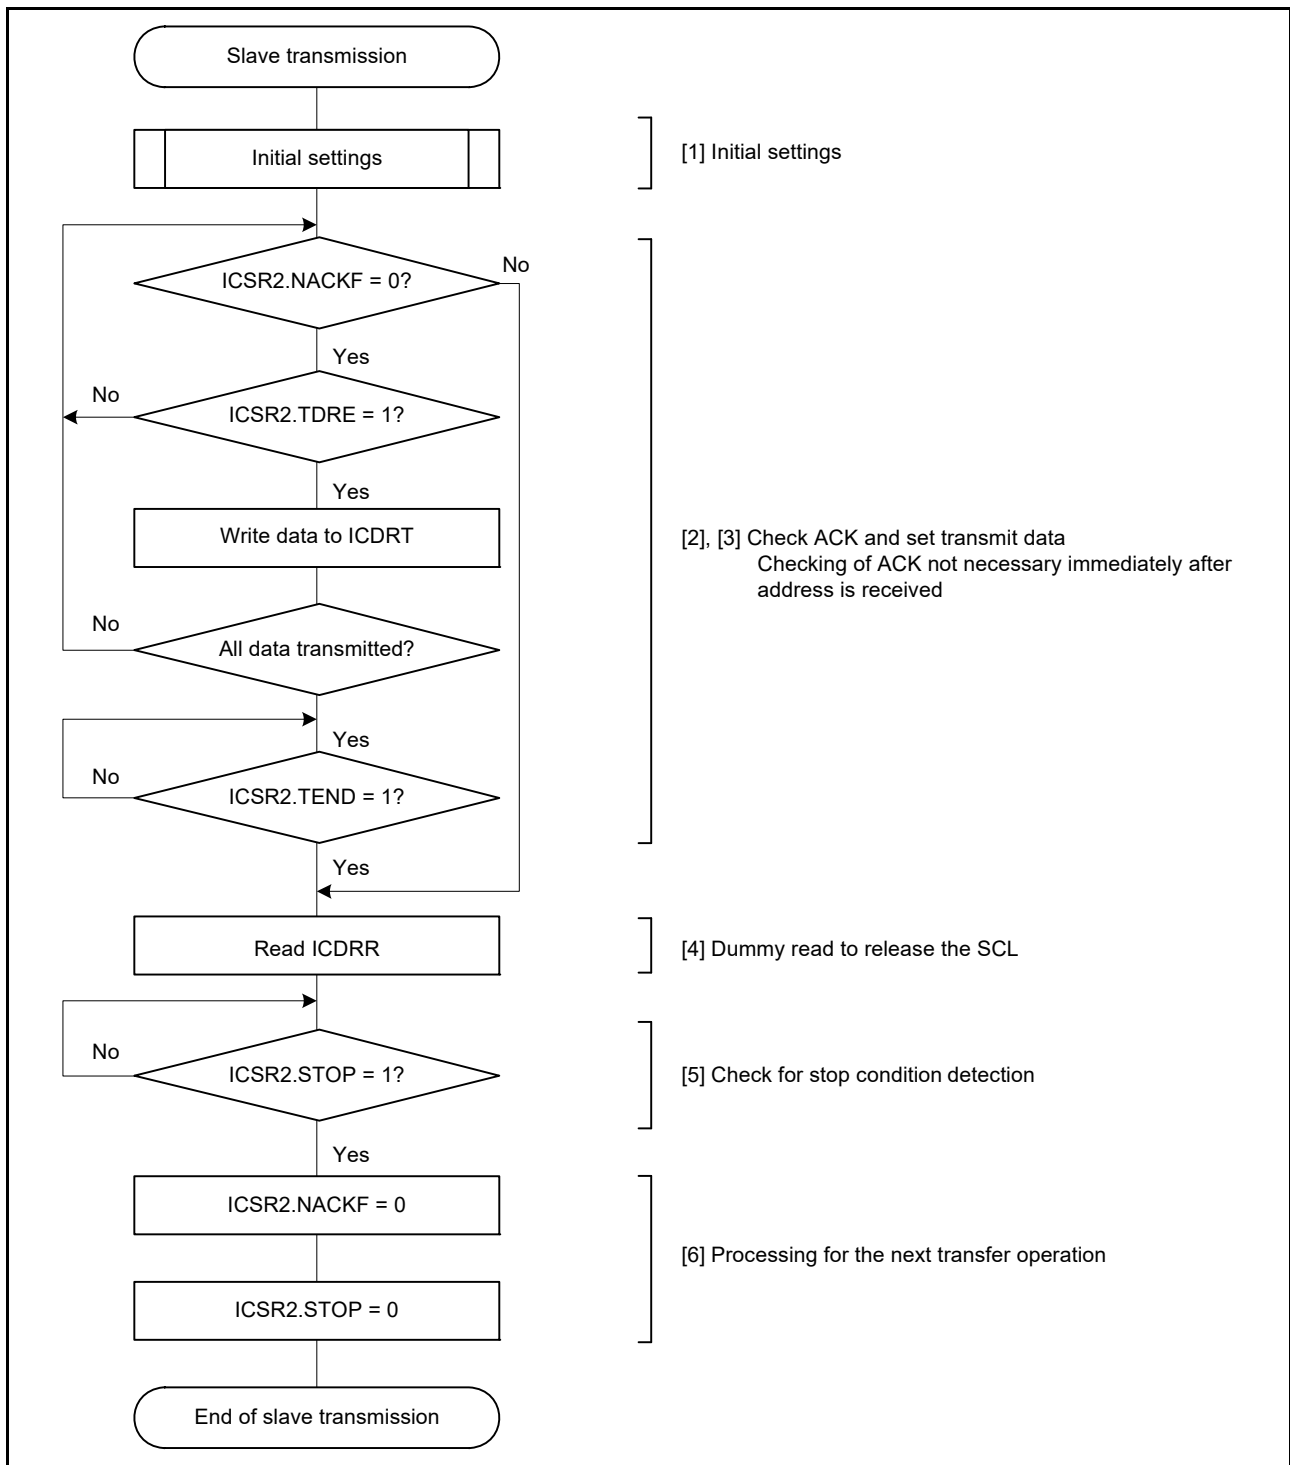 Slave transmission
Initial settings
[1] Initial settings
ICSR2.NACKF = 0?
No
Yes
No
ICSR2.TDRE = 1?
Yes
Write data to ICDRT
[2], [3] Check ACK and set transmit data
Checking of ACK not necessary immediately after
address is received
No
All data transmitted?
Yes
No
ICSR2.TEND = 1?
Yes
Read ICDRR
[4] Dummy read to release the SCL
No
ICSR2.STOP = 1?
[5] Check for stop condition detection
Yes
ICSR2.NACKF = 0
[6] Processing for the next transfer operation
ICSR2.STOP = 0
End of slave transmission